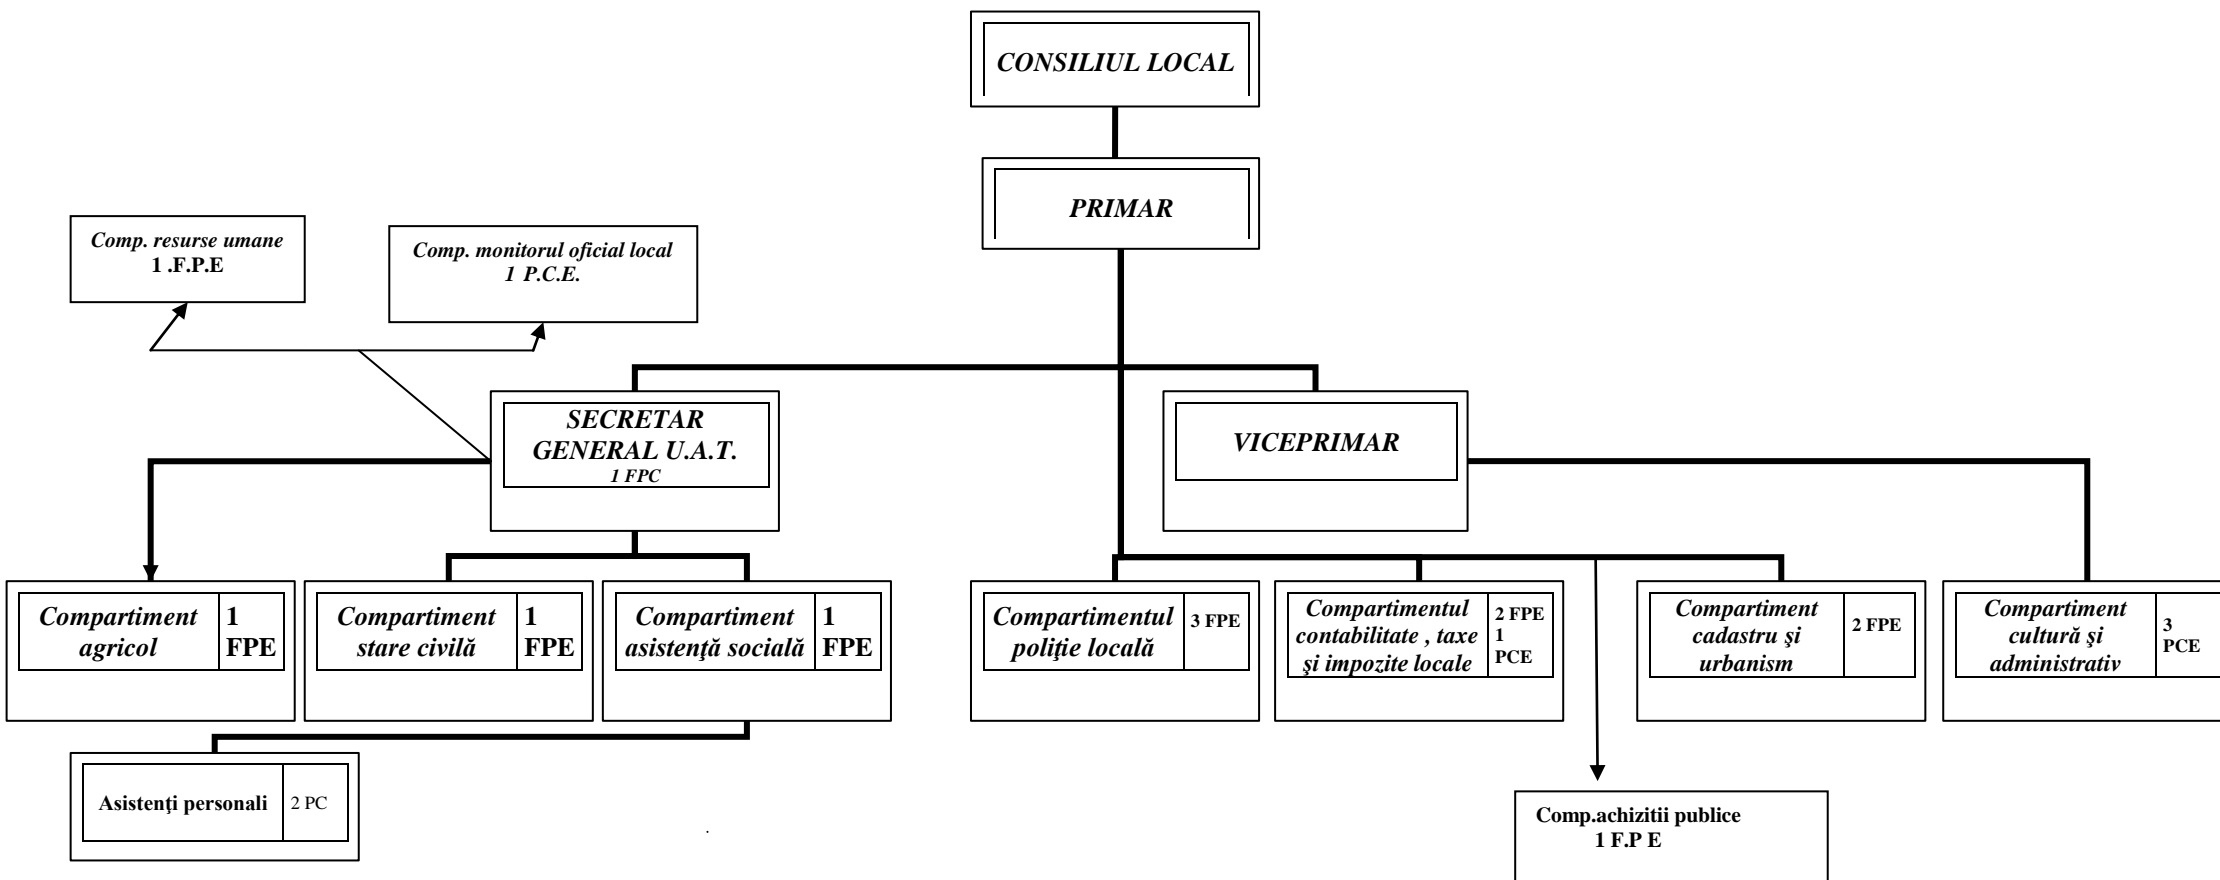 CONSILIUL LOCAL
PRIMAR
Comp. resurse umane
1 .F.P.E
Comp. monitorul oficial local
1 P.C.E.
SECRETAR
GENERAL U.A.T.
1 FPC
VICEPRIMAR
Compartiment
agricol
1
FPE
Compartiment
stare civilă
1
FPE
Compartiment
asistenţă socială
1
FPE
Compartimentul
poliţie locală
3 FPE
Compartimentul
contabilitate , taxe
şi impozite locale
2 FPE
1
PCE
Compartiment
cadastru şi
urbanism
2 FPE
Compartiment
cultură şi
administrativ
3
PCE
Asistenţi personali
2 PC
.
Comp.achizitii publice
1 F.P E